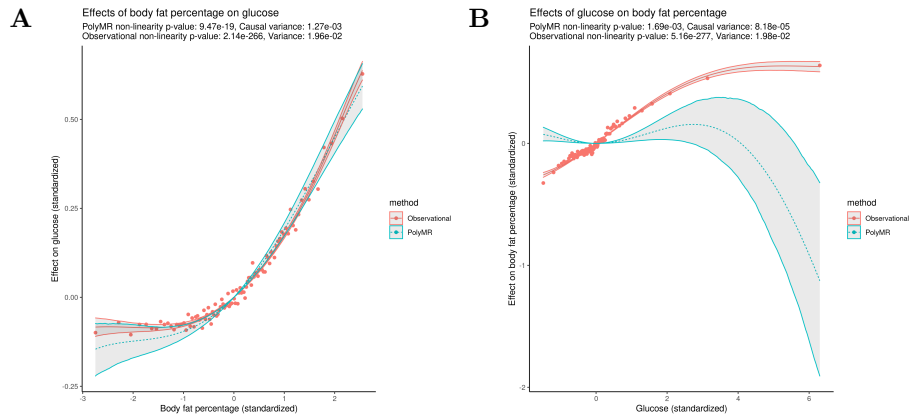 A
Effects of body fat percentage on glucose
PolyMR non-linearity p-value: 9.47e-19, Causal variance: 1.27e-03
Observational non-linearity p-value: 2.14e-266, Variance: 1.96e-02
Effect on glucose (standardized)
0.50
0.25
0.00
-0.25
-3
-2
-1
0
1
2
Body fat percentage (standardized)
method
Observational
PolyMR
B
Effects of glucose on body fat percentage
PolyMR non-linearity p-value: 1.69e-03, Causal variance: 8.18e-05
Observational non-linearity p-value: 5.16e-277, Variance: 1.98e-02
Effect on body fat percentage (standardized)
0
-1
-2
0
2
4
6
Glucose (standardized)
method
Observational
PolyMR